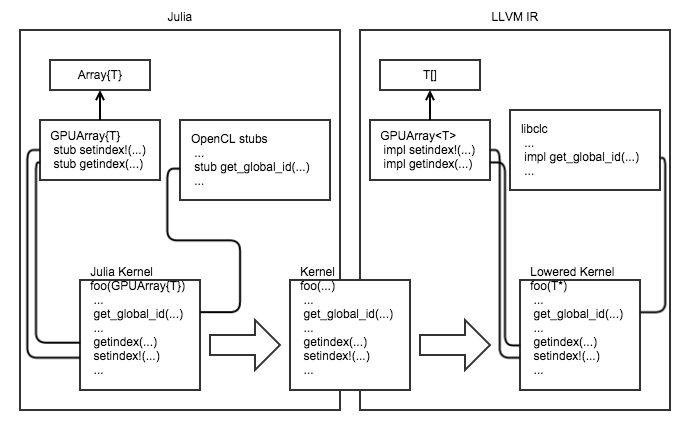 Julia
LLVM IR
Array{T}
GPUArray{T}
stub setindex!(...)
stub getindex(...)
OpenCL stubs
...
stub get_global_id(...)
...
T[]
GPUArray<T>
impl setindex!(...)
impl getindex(...)
libclc
...
impl get_global_id(...)
...
Julia Kernel
foo(GPUArray{T})
...
get_global_id(...)
...
getindex(...)
setindex!(...)
...
Kernel
foo(...)
...
get_global_id(...)
...
getindex(...)
setindex!(...)
...
Lowered Kernel
foo(T*)
...
get_global_id(...)
...
getindex(...)
setindex!(...)
...